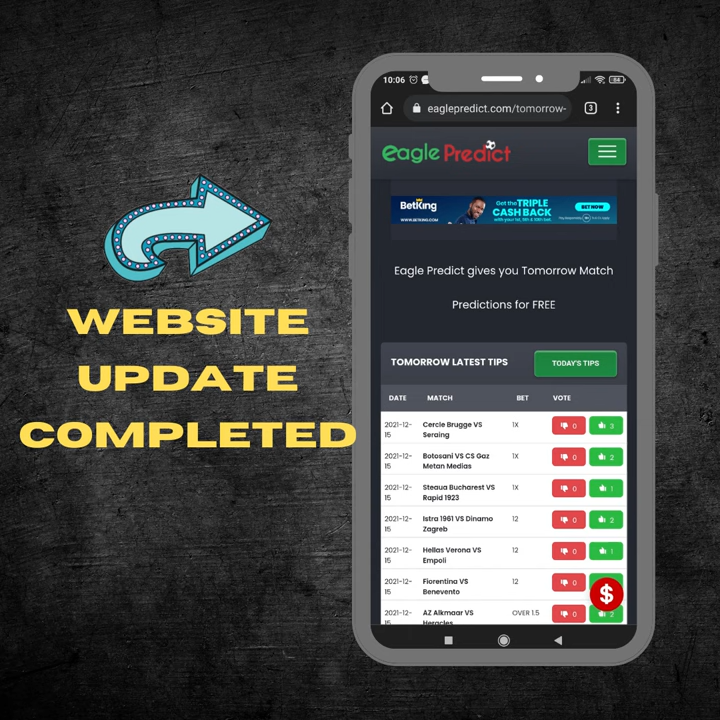 WEBSITE
UPDATE
COMPLETED
10:06
84
eaglepredict.com/tomorrow-
3
eagle Predict
BetKing
WWW.BETKING.COM
Get the TRIPLE
CASH BACK
BET NOW
Eagle Predict gives you Tomorrow Match
Predictions for FREE
TOMORROW LATEST TIPS
TODAY'S TIPS
DATE MATCH BET VOTE
2021-12-15 Cercle Brugge VS Seraing 1X 0 3
2021-12-15 Botosani VS CS Gaz Metan Medias 1X 0 2
2021-12-15 Steaua Bucharest VS Rapid 1923 1X 0 1
2021-12-15 Istra 1961 VS Dinamo Zagreb 12 0 2
2021-12-15 Hellas Verona VS Empoli 12 0 1
2021-12-15 Fiorentina VS Benevento 12 0
$
2021-12-15 AZ Alkmaar VS Heracles OVER 1.5 0 2